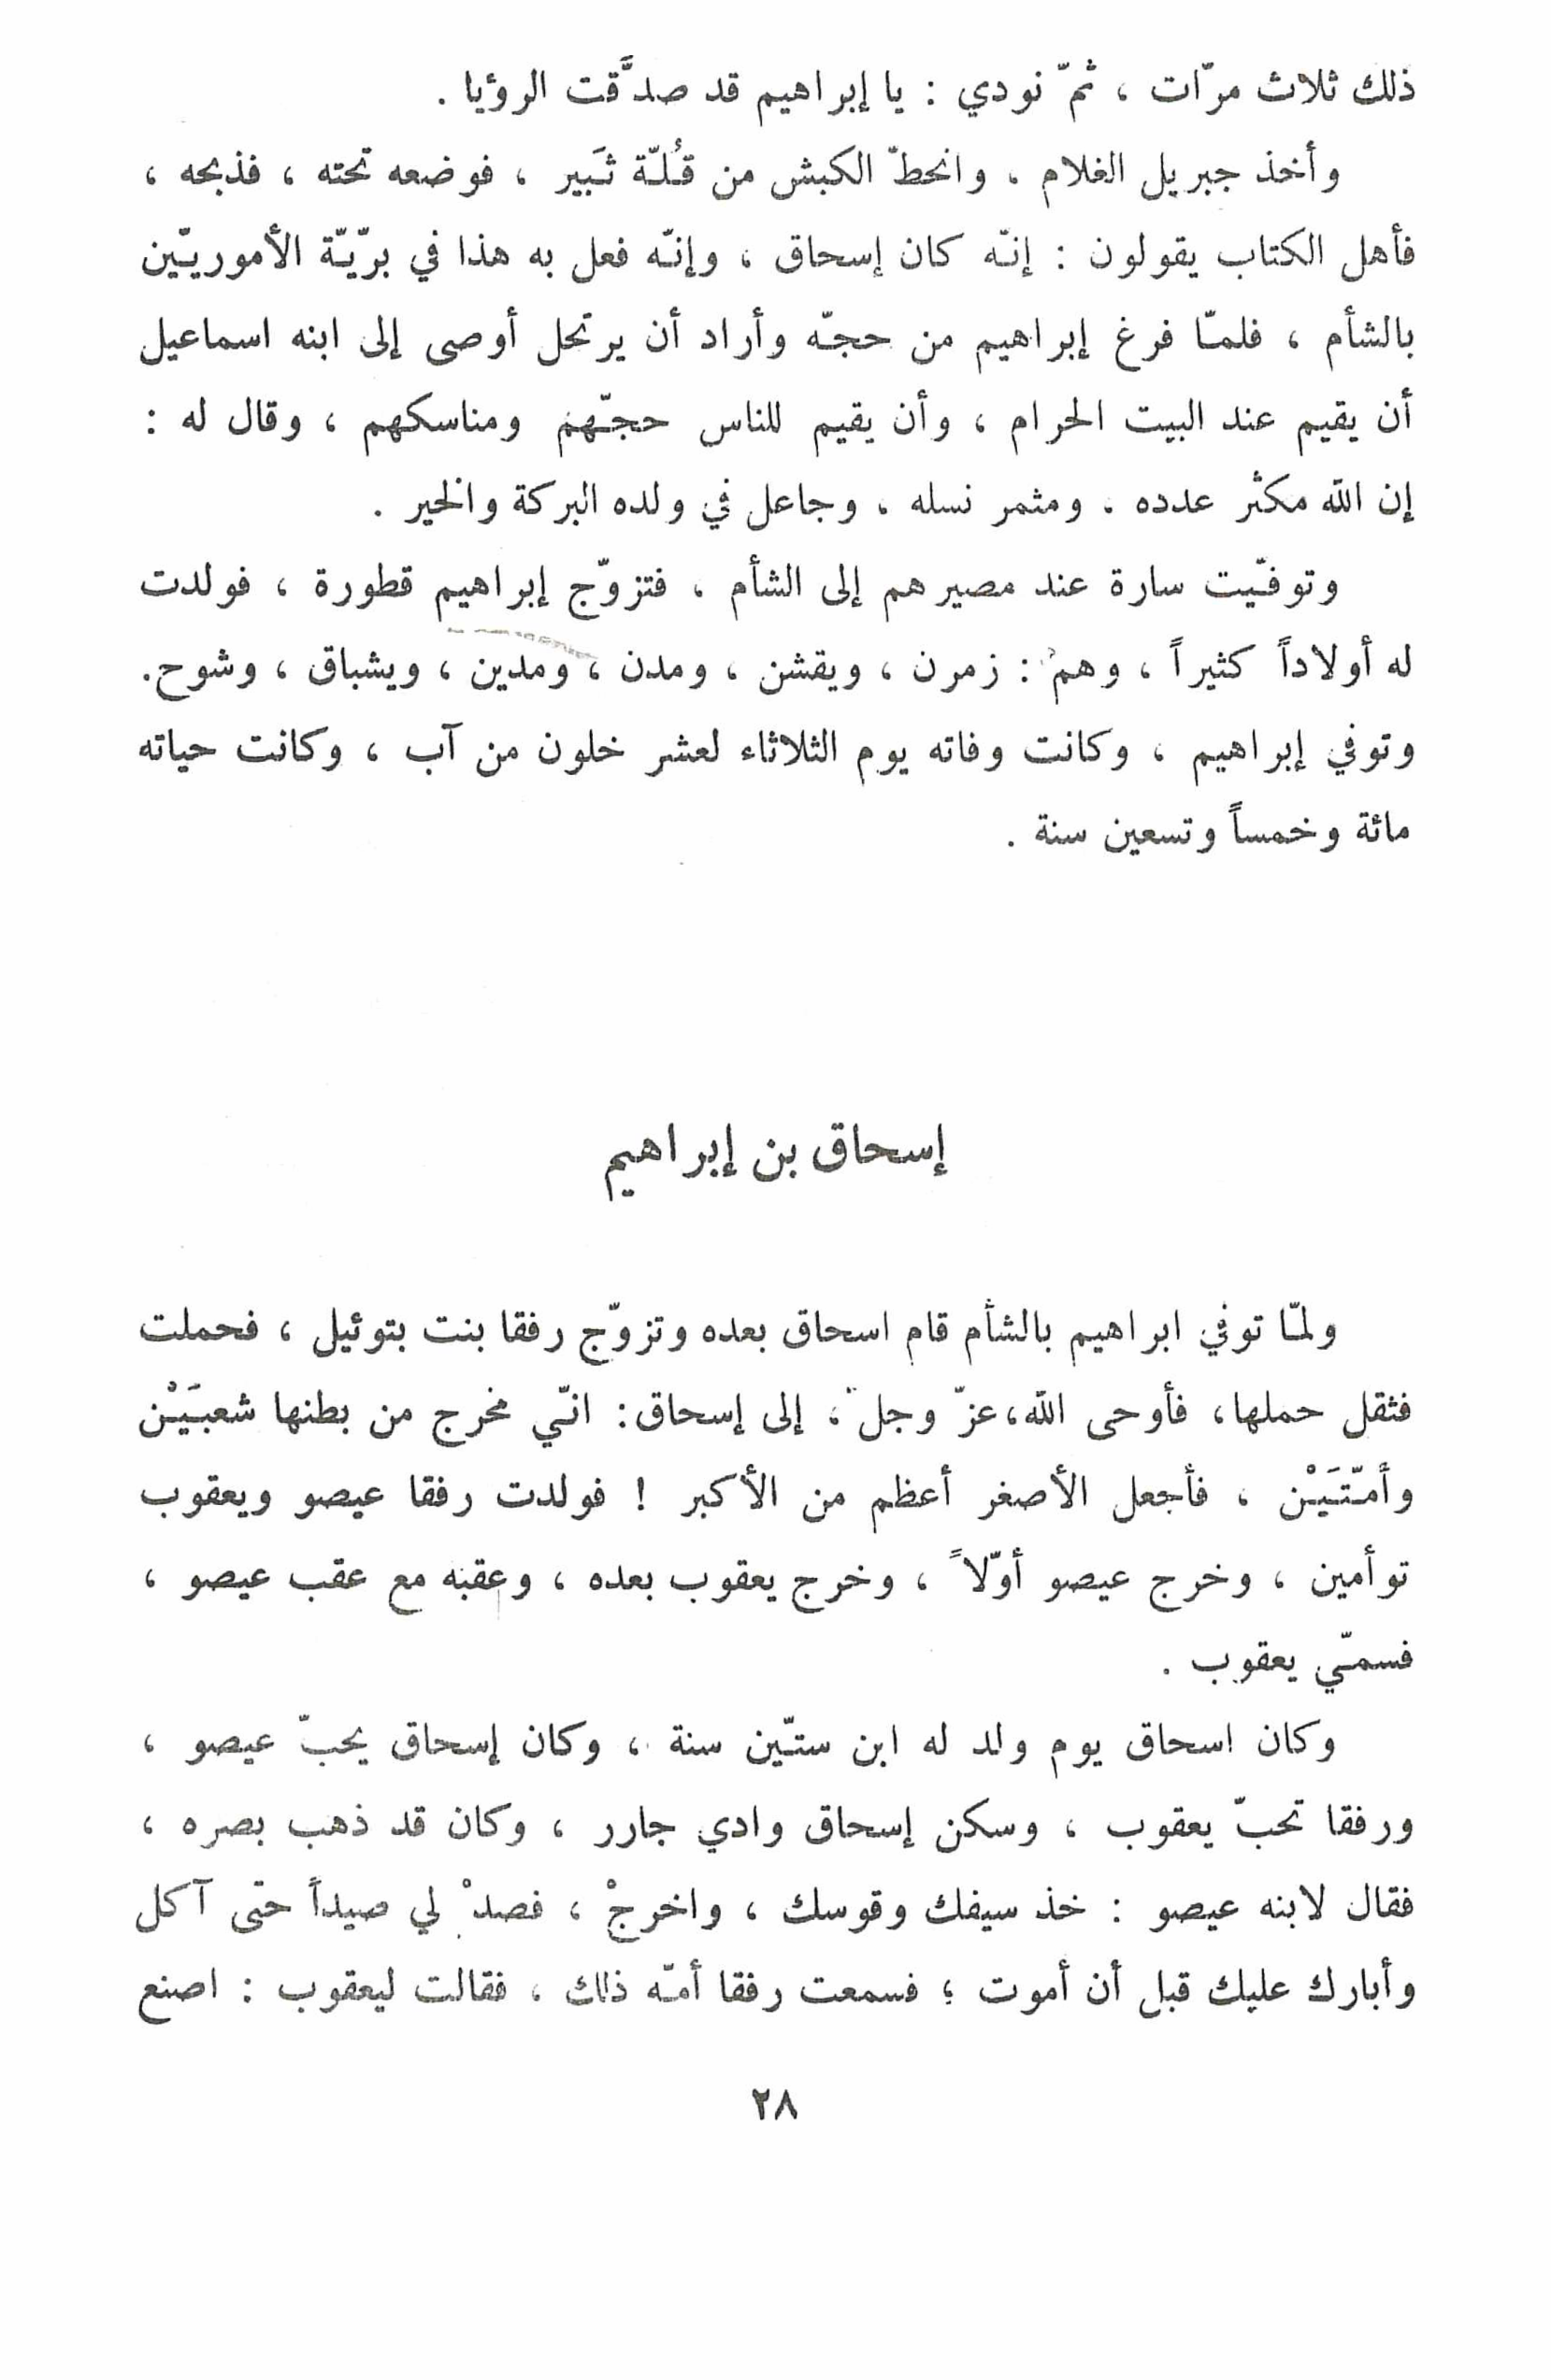 ذلك ثلاث مرّات ، ثمّ نودي : يا إبراهيم قد صدَّقت الرؤيا .
وأخذ جبريل الغلام ، وانحطّ الكبش من قُلّة ثَبير ، فوضعه تحته ، فذبحه ،
فأهل الكتاب يقولون : إنّه كان إسحاق ، وإنّه فعل به هذا في برّيّة الأموريّين
بالشأم ، فلمّا فرغ إبراهيم من حجّه وأراد أن يرتحل أوصى إلى ابنه اسماعيل
أن يقيم عند البيت الحرام ، وأن يقيم للناس حجّهم ومناسكهم ، وقال له :
إن الله مكثر عدده ، ومثمر نسله ، وجاعل في ولده البركة والخير .
وتوفّيت سارة عند مصيرهم إلى الشأم ، فتزوّج إبراهيم قطورة ، فولدت
له أولاداً كثيراً ، وهم : زمرن ، ويقشن ، ومدن ، ومدين ، ويشباق ، وشوح.
وتوفي إبراهيم ، وكانت وفاته يوم الثلاثاء لعشر خلون من آب ، وكانت حياته
مائة وخمساً وتسعين سنة .
إسحاق بن إبراهيم
ولمّا توفي ابراهيم بالشأم قام اسحاق بعده وتزوّج رفقا بنت بتوئيل ، فحملت
فثقل حملها، فأوحى الله،عزّ وجل ، إلى إسحاق: انّي مخرج من بطنها شعبَيْن
وأمّتَيْن ، فأجعل الأصغر أعظم من الأكبر ! فولدت رفقا عيصو ويعقوب
توأمين ، وخرج عيصو أوّلاً ، وخرج يعقوب بعده ، وعقبه مع عقب عيصو ،
فسمّي يعقوب .
وكان اسحاق يوم ولد له ابن ستّين سنة ، وكان إسحاق يحبّ عيصو ،
ورفقا تحبّ يعقوب ، وسكن إسحاق وادي جارر ، وكان قد ذهب بصره ،
فقال لابنه عيصو : خذ سيفك وقوسك ، واخرجْ ، فصدْ لي صيداً حتى آكل
وأبارك عليك قبل أن أموت ؛ فسمعت رفقا أمّه ذلك ، فقالت ليعقوب : اصنع
٢٨